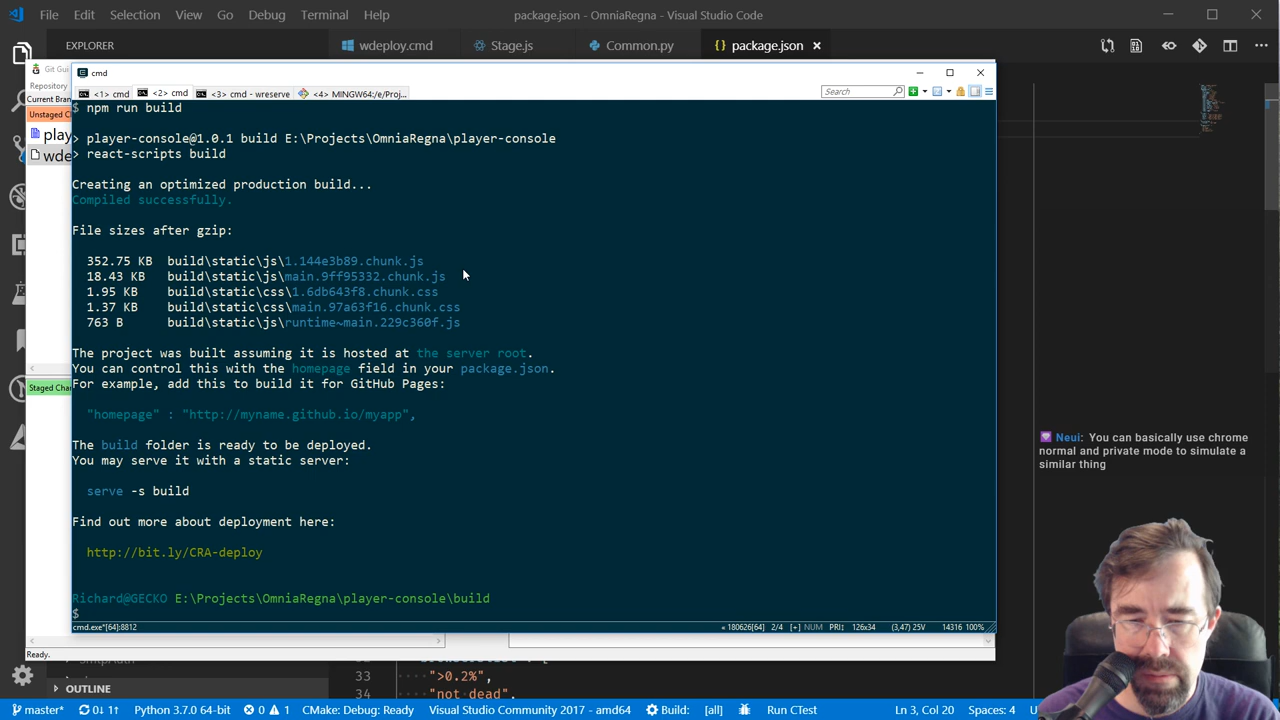 File Edit Selection View Go Debug Terminal Help package.json - OmniaRegna - Visual Studio Code
EXPLORER wdeploy.cmd Stage.js Common.py {} package.json
Git Gui
Repository
Current Bran
Unstaged C
play
wde
Staged Cha
cmd
<1> cmd <2> cmd <3> cmd - wreserve <4> MINGW64:/e/Proj... Search
$ npm run build
> player-console@1.0.1 build E:\Projects\OmniaRegna\player-console
> react-scripts build
Creating an optimized production build...
Compiled successfully.
File sizes after gzip:
352.75 KB build\static\js\1.144e3b89.chunk.js
18.43 KB build\static\js\main.9ff95332.chunk.js
1.95 KB build\static\css\1.6db643f8.chunk.css
1.37 KB build\static\css\main.97a63f16.chunk.css
763 B build\static\js\runtime~main.229c360f.js
The project was built assuming it is hosted at the server root.
You can control this with the homepage field in your package.json.
For example, add this to build it for GitHub Pages:
"homepage" : "http://myname.github.io/myapp",
The build folder is ready to be deployed.
You may serve it with a static server:
serve -s build
Find out more about deployment here:
http://bit.ly/CRA-deploy
Richard@GECKO E:\Projects\OmniaRegna\player-console\build
$
cmd.exe*[64]:8812 « 180626[64] 2/4 [+] NUM PRI: 126x34 (3,47) 25V 14316 100%
Neui: You can basically use chrome
normal and private mode to simulate a
similar thing
Ready.
33 ">0.2%",
34 "not dead",
OUTLINE
master* 0↓ 1↑ Python 3.7.0 64-bit 0 1 CMake: Debug: Ready Visual Studio Community 2017 - amd64 Build: [all] Run CTest Ln 3, Col 20 Spaces: 4